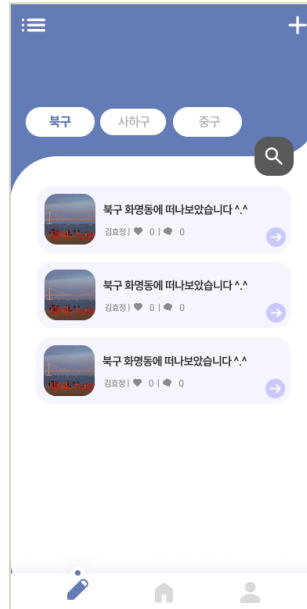 북구
사하구
중구
북구 화명동에 떠나보았습니다 ^.^
김효정 | 0 | 0
북구 화명동에 떠나보았습니다 ^.^
김효정 | 0 | 0
북구 화명동에 떠나보았습니다 ^.^
김효정 | 0 | 0